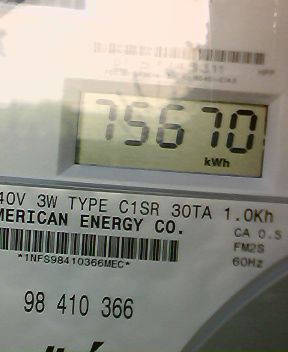 75670
kWh
40V 3W TYPE C1SR 30TA 1.0Kh
MERICAN ENERGY CO.
CA 0.5
*1NFS98410366MEC*
FM2S
60Hz
98 410 366